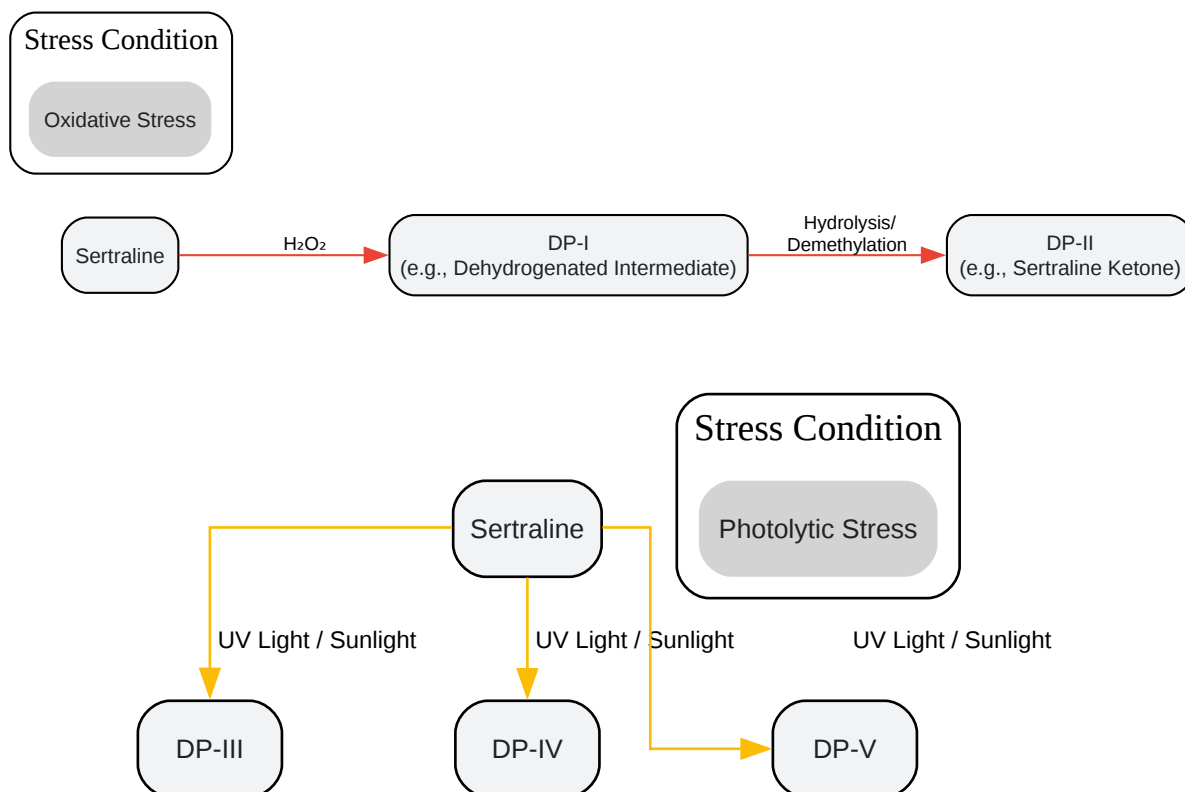 Stress Condition
Oxidative Stress
Sertraline
H₂O₂
DP-I
(e.g., Dehydrogenated Intermediate)
Hydrolysis/
Demethylation
DP-II
(e.g., Sertraline Ketone)
Stress Condition
Photolytic Stress
Sertraline
UV Light / Sunlight
UV Light / Sunlight
UV Light / Sunlight
DP-III
DP-IV
DP-V